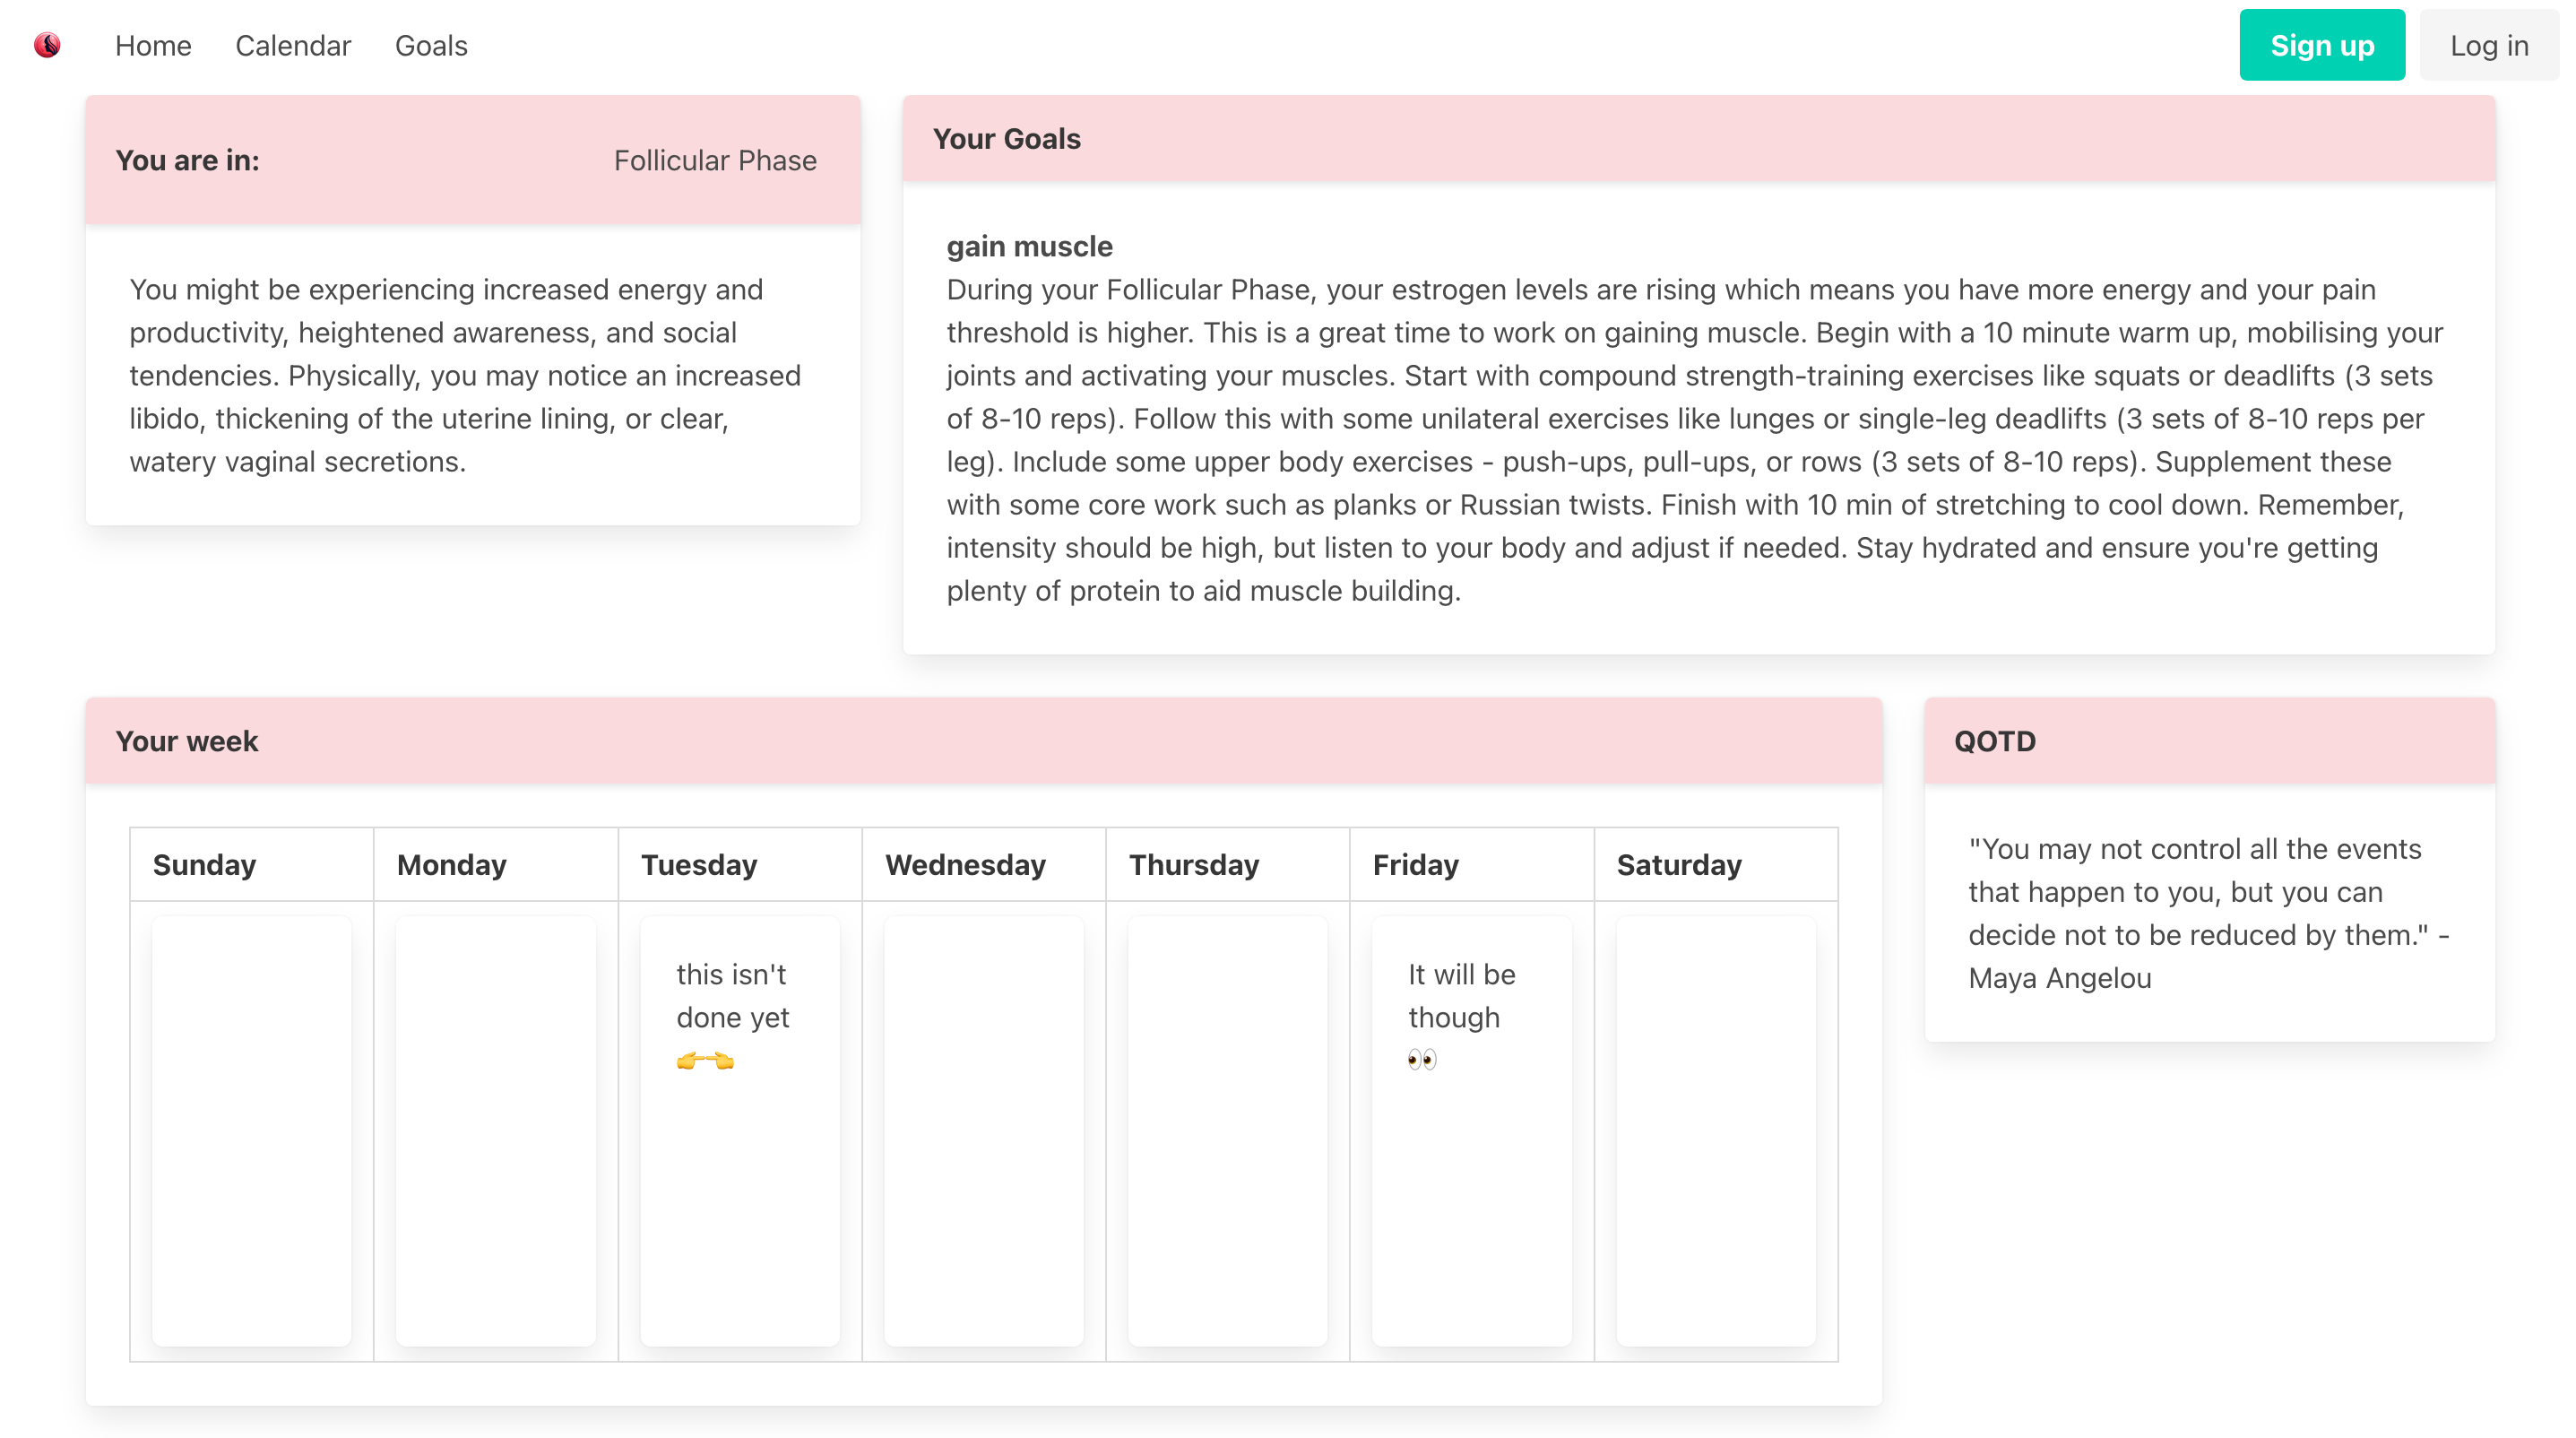 Home Calendar Goals Sign up Log in
You are in: Follicular Phase
You might be experiencing increased energy and
productivity, heightened awareness, and social
tendencies. Physically, you may notice an increased
libido, thickening of the uterine lining, or clear,
watery vaginal secretions.
Your Goals
gain muscle
During your Follicular Phase, your estrogen levels are rising which means you have more energy and your pain
threshold is higher. This is a great time to work on gaining muscle. Begin with a 10 minute warm up, mobilising your
joints and activating your muscles. Start with compound strength-training exercises like squats or deadlifts (3 sets
of 8-10 reps). Follow this with some unilateral exercises like lunges or single-leg deadlifts (3 sets of 8-10 reps per
leg). Include some upper body exercises - push-ups, pull-ups, or rows (3 sets of 8-10 reps). Supplement these
with some core work such as planks or Russian twists. Finish with 10 min of stretching to cool down. Remember,
intensity should be high, but listen to your body and adjust if needed. Stay hydrated and ensure you're getting
plenty of protein to aid muscle building.
Your week
Sunday Monday Tuesday Wednesday Thursday Friday Saturday
this isn't
done yet
👉👈
It will be
though
👀
QOTD
"You may not control all the events
that happen to you, but you can
decide not to be reduced by them." -
Maya Angelou